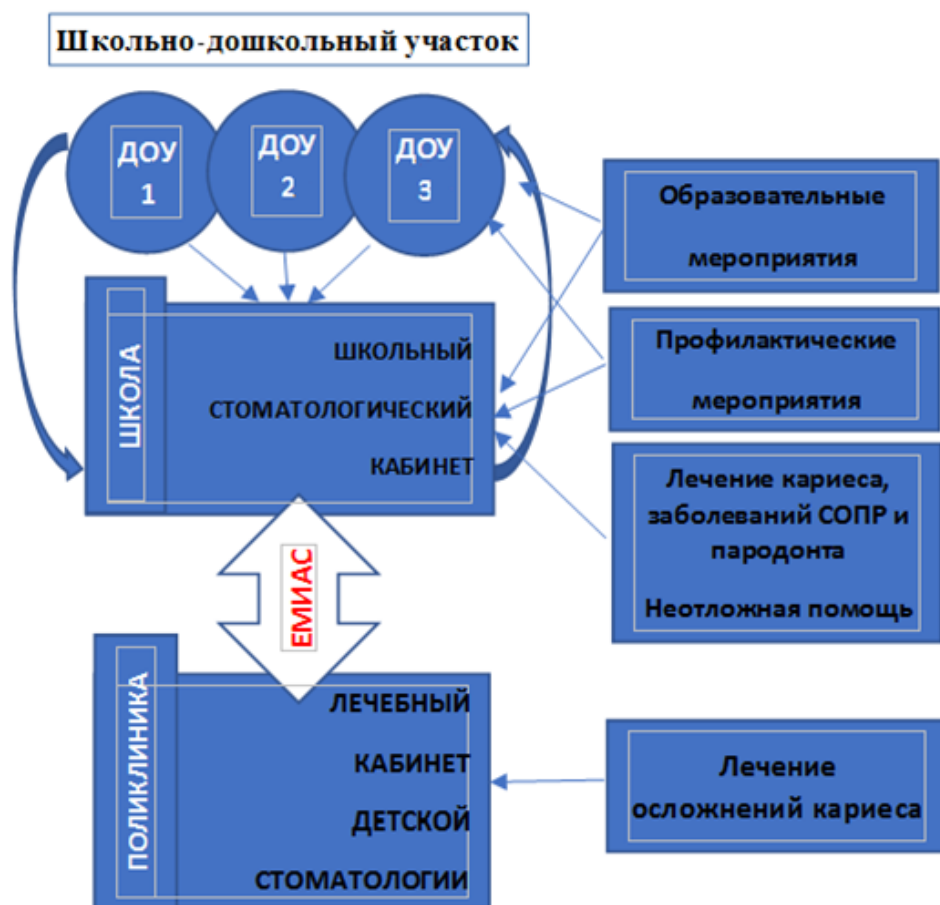 Школьно-дошкольный участок
ДОУ
1
ДОУ
2
ДОУ
3
Образовательные
мероприятия
ШКОЛА
ШКОЛЬНЫЙ
СТОМАТОЛОГИЧЕСКИЙ
КАБИНЕТ
Профилактические
мероприятия
Лечение кариеса,
заболеваний СОПР и
пародонта
Неотложная помощь
ЕМИАС
ПОЛИКЛИНИКА
ЛЕЧЕБНЫЙ
КАБИНЕТ
ДЕТСКОЙ
СТОМАТОЛОГИИ
Лечение
осложнений кариеса